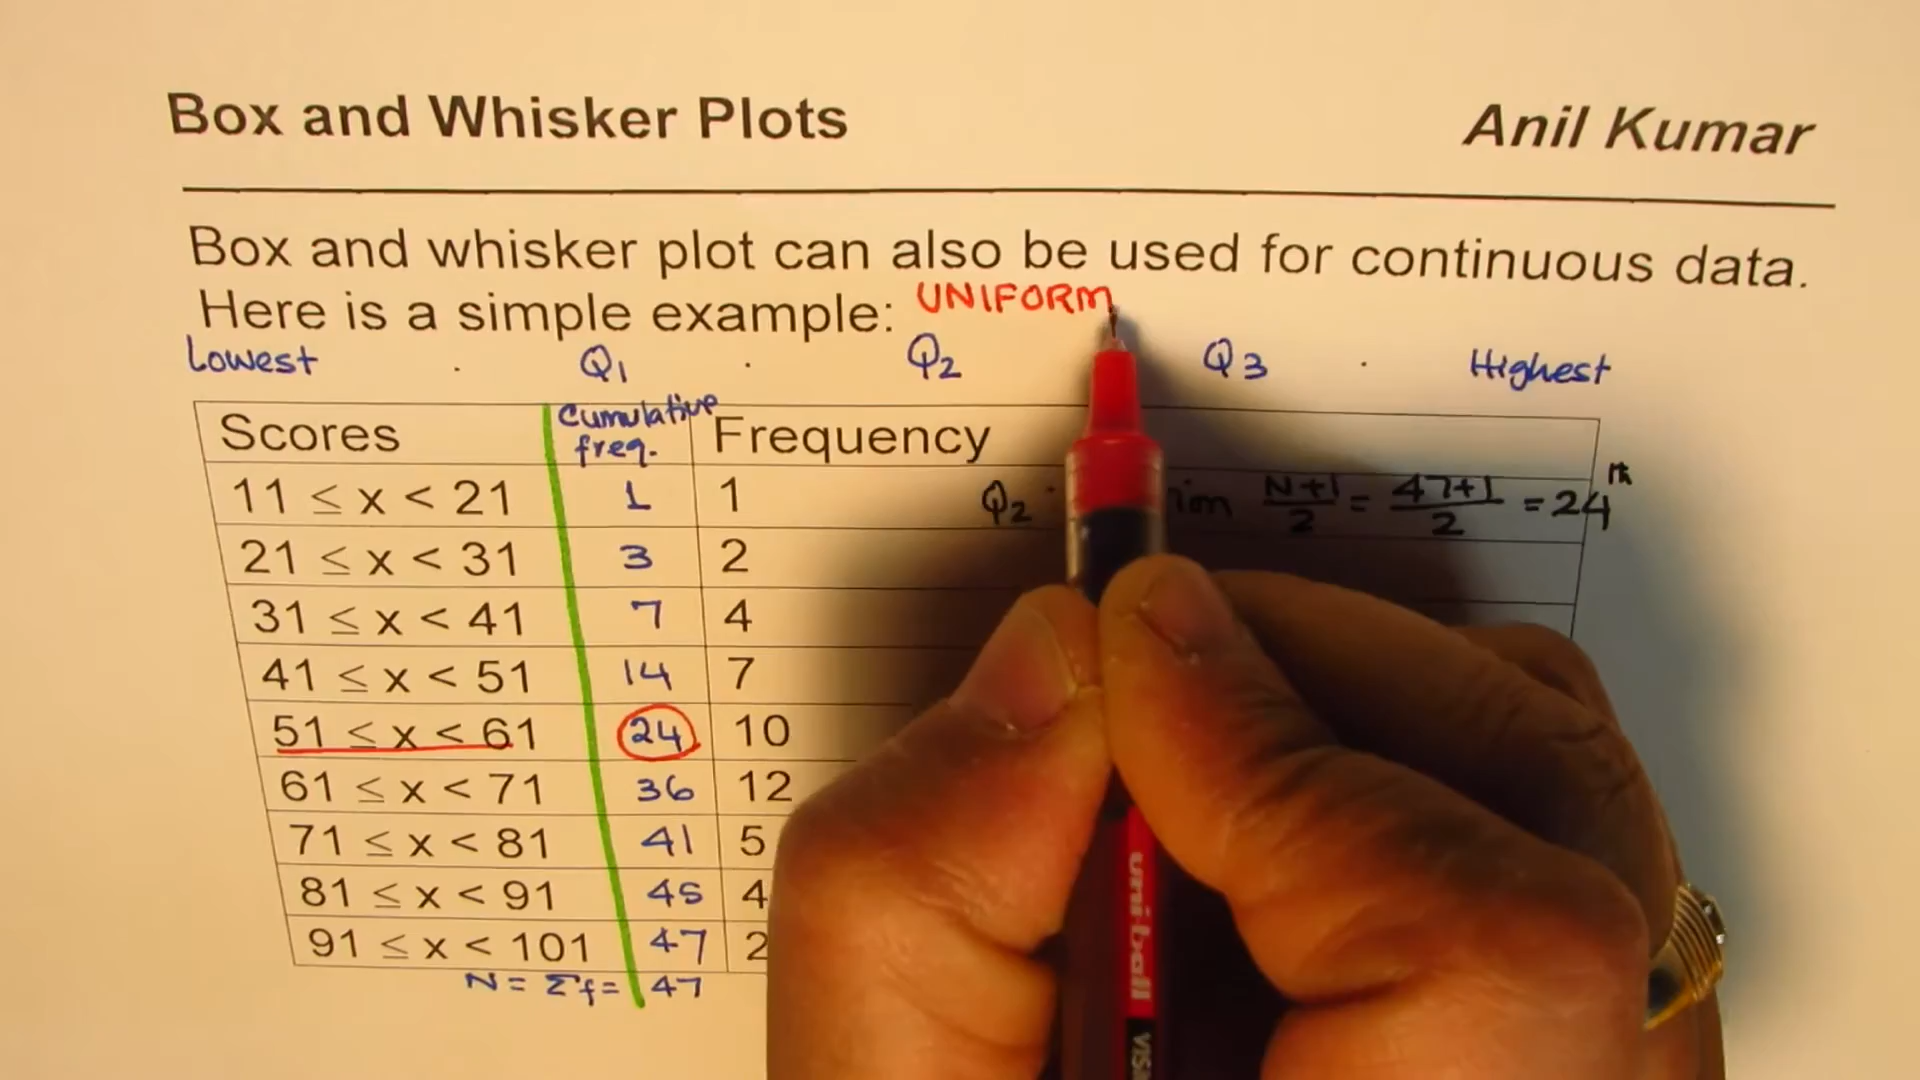 Box and Whisker Plots
Anil Kumar
Box and whisker plot can also be used for continuous data.
Here is a simple example: UNIFORM
Lowest . Q1 . Q2 Q3 . Highest
Scores Cumulative freq. Frequency
11 ≤ x < 21 1 1 Q2 N+1/2 = 47+1/2 = 24th
21 ≤ x < 31 3 2
31 ≤ x < 41 7 4
41 ≤ x < 51 14 7
51 ≤ x < 61 24 10
61 ≤ x < 71 36 12
71 ≤ x < 81 41 5
81 ≤ x < 91 45 4
91 ≤ x < 101 47 2
N = Σf = 47
uni-ball